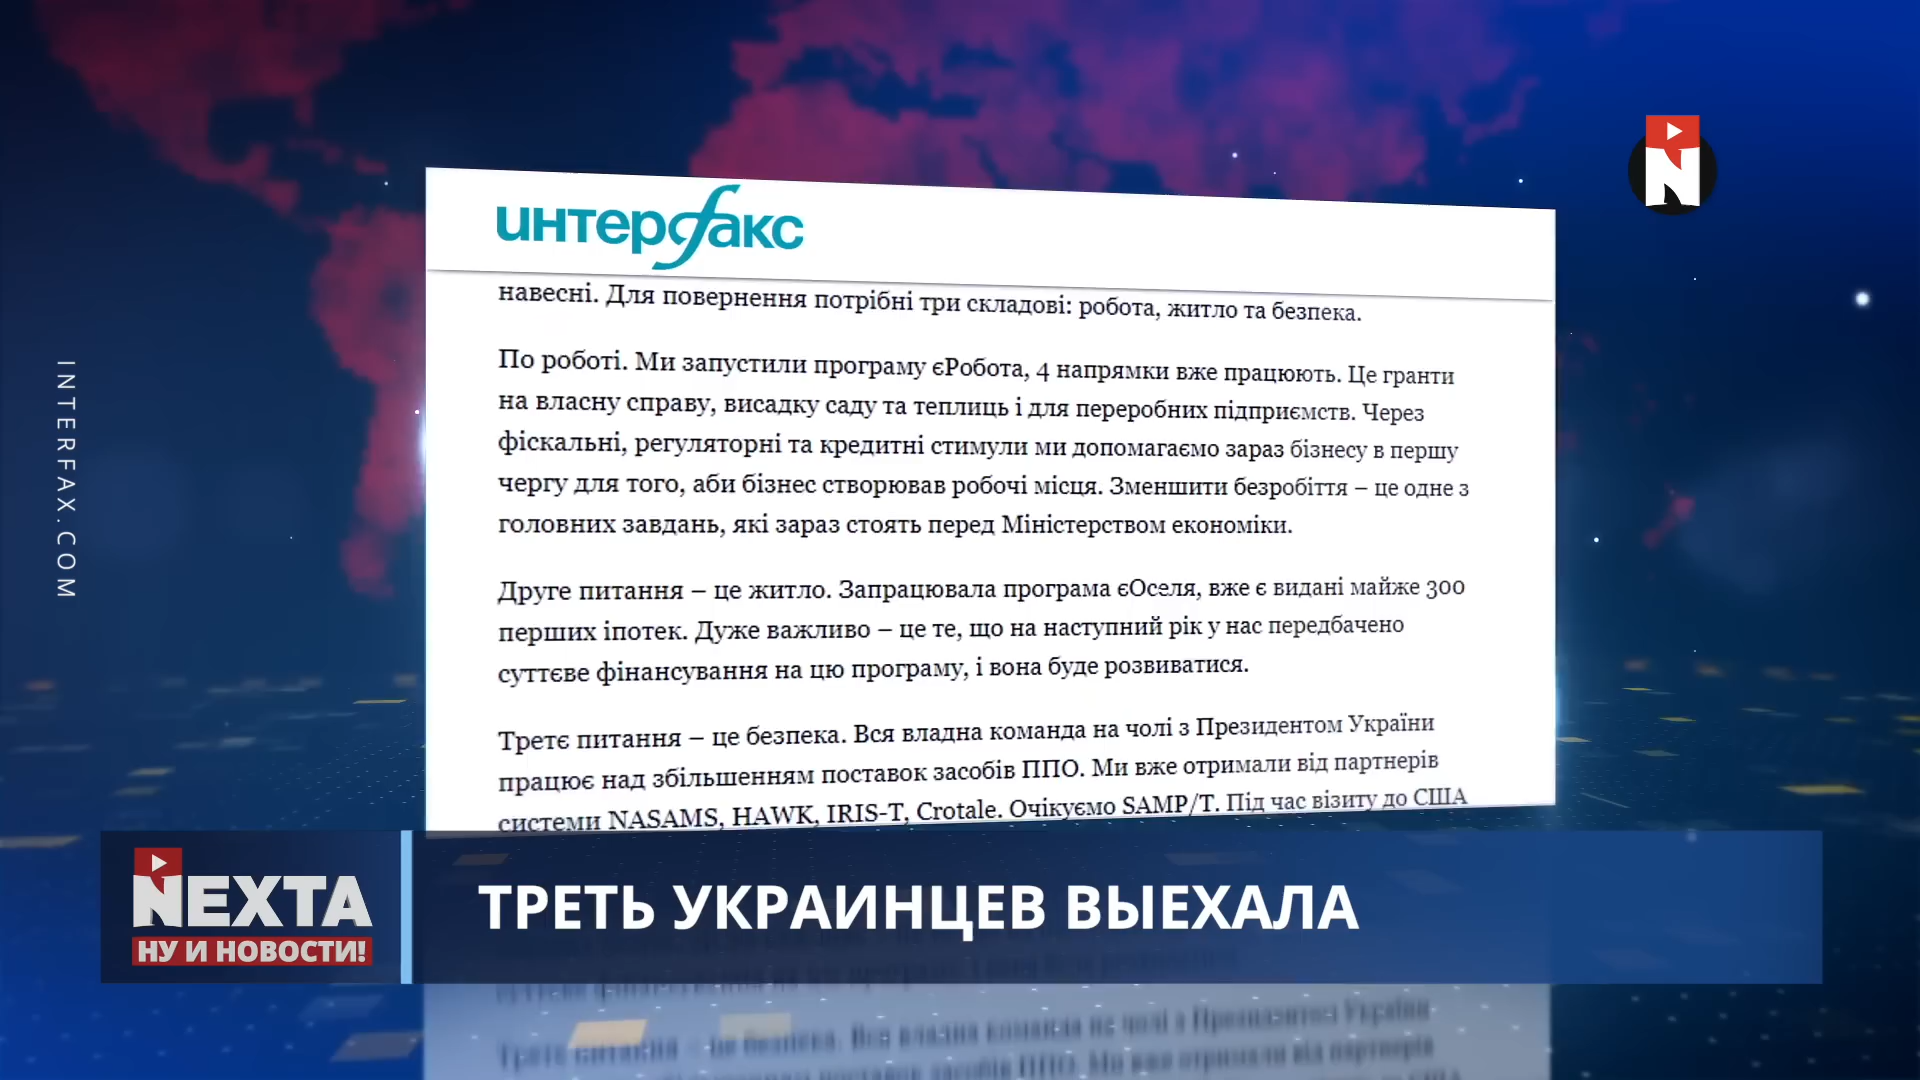 интерфакс
навесні. Для повернення потрібні три складові: робота, житло та безпека.
По роботі. Ми запустили програму єРобота, 4 напрямки вже працюють. Це гранти
на власну справу, висадку саду та теплиць і для переробних підприємств. Через
фіскальні, регуляторні та кредитні стимули ми допомагаємо зараз бізнесу в першу
чергу для того, аби бізнес створював робочі місця. Зменшити безробіття – це одне з
головних завдань, які зараз стоять перед Міністерством економіки.
Друге питання – це житло. Запрацювала програма єОселя, вже є видані майже 300
перших іпотек. Дуже важливо – це те, що на наступний рік у нас передбачено
суттєве фінансування на цю програму, і вона буде розвиватися.
Третє питання – це безпека. Вся владна команда на чолі з Президентом України
працює над збільшенням поставок засобів ППО. Ми вже отримали від партнерів
системи NASAMS, HAWK, IRIS-T, Crotale. Очікуємо SAMP/T. Під час візиту до США
INTERFAX.COM
N
NEXTA
НУ И НОВОСТИ!
ТРЕТЬ УКРАИНЦЕВ ВЫЕХАЛА